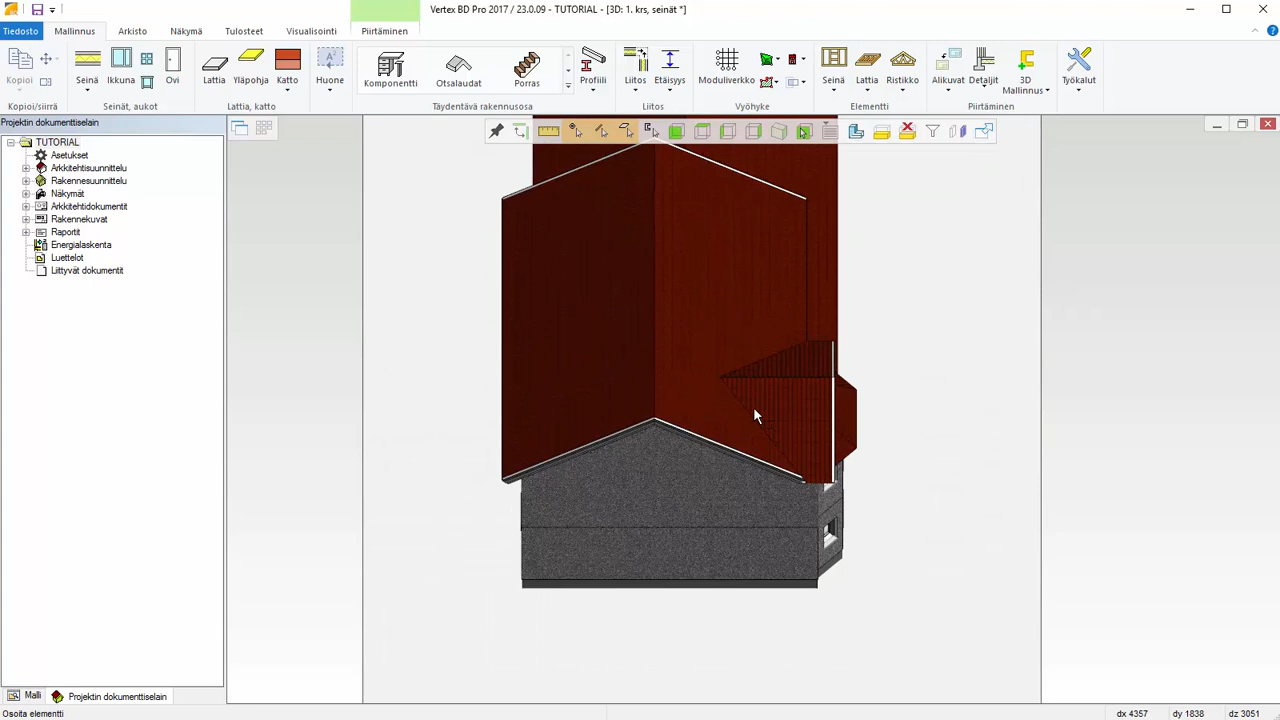 Vertex BD Pro 2017 / 23.0.09 - TUTORIAL - [3D: 1. krs, seinät *]
Tiedosto Mallinnus Arkisto Näkymä Tulosteet Visualisointi Piirtäminen
Kopioi Seinä Ikkuna Ovi Lattia Yläpohja Katto Huone Komponentti Otsalaudat Porras Profiili Liitos Etäisyys Moduliverkko Seinä Lattia Ristikko Alikuvat Detaljit 3D Mallinnus Työkalut
Kopioi/siirrä Seinät, aukot Lattia, katto Täydentävä rakennusosa Liitos Vyöhyke Elementti Piirtäminen
Projektin dokumenttiselain
TUTORIAL
Asetukset
Arkkitehtisuunnittelu
Rakennesuunnittelu
Näkymät
Arkkitehtidokumentit
Rakennekuvat
Raportit
Energialaskenta
Luettelot
Liittyvät dokumentit
Malli Projektin dokumenttiselain
Osoita elementti dx 4357 dy 1838 dz 3051